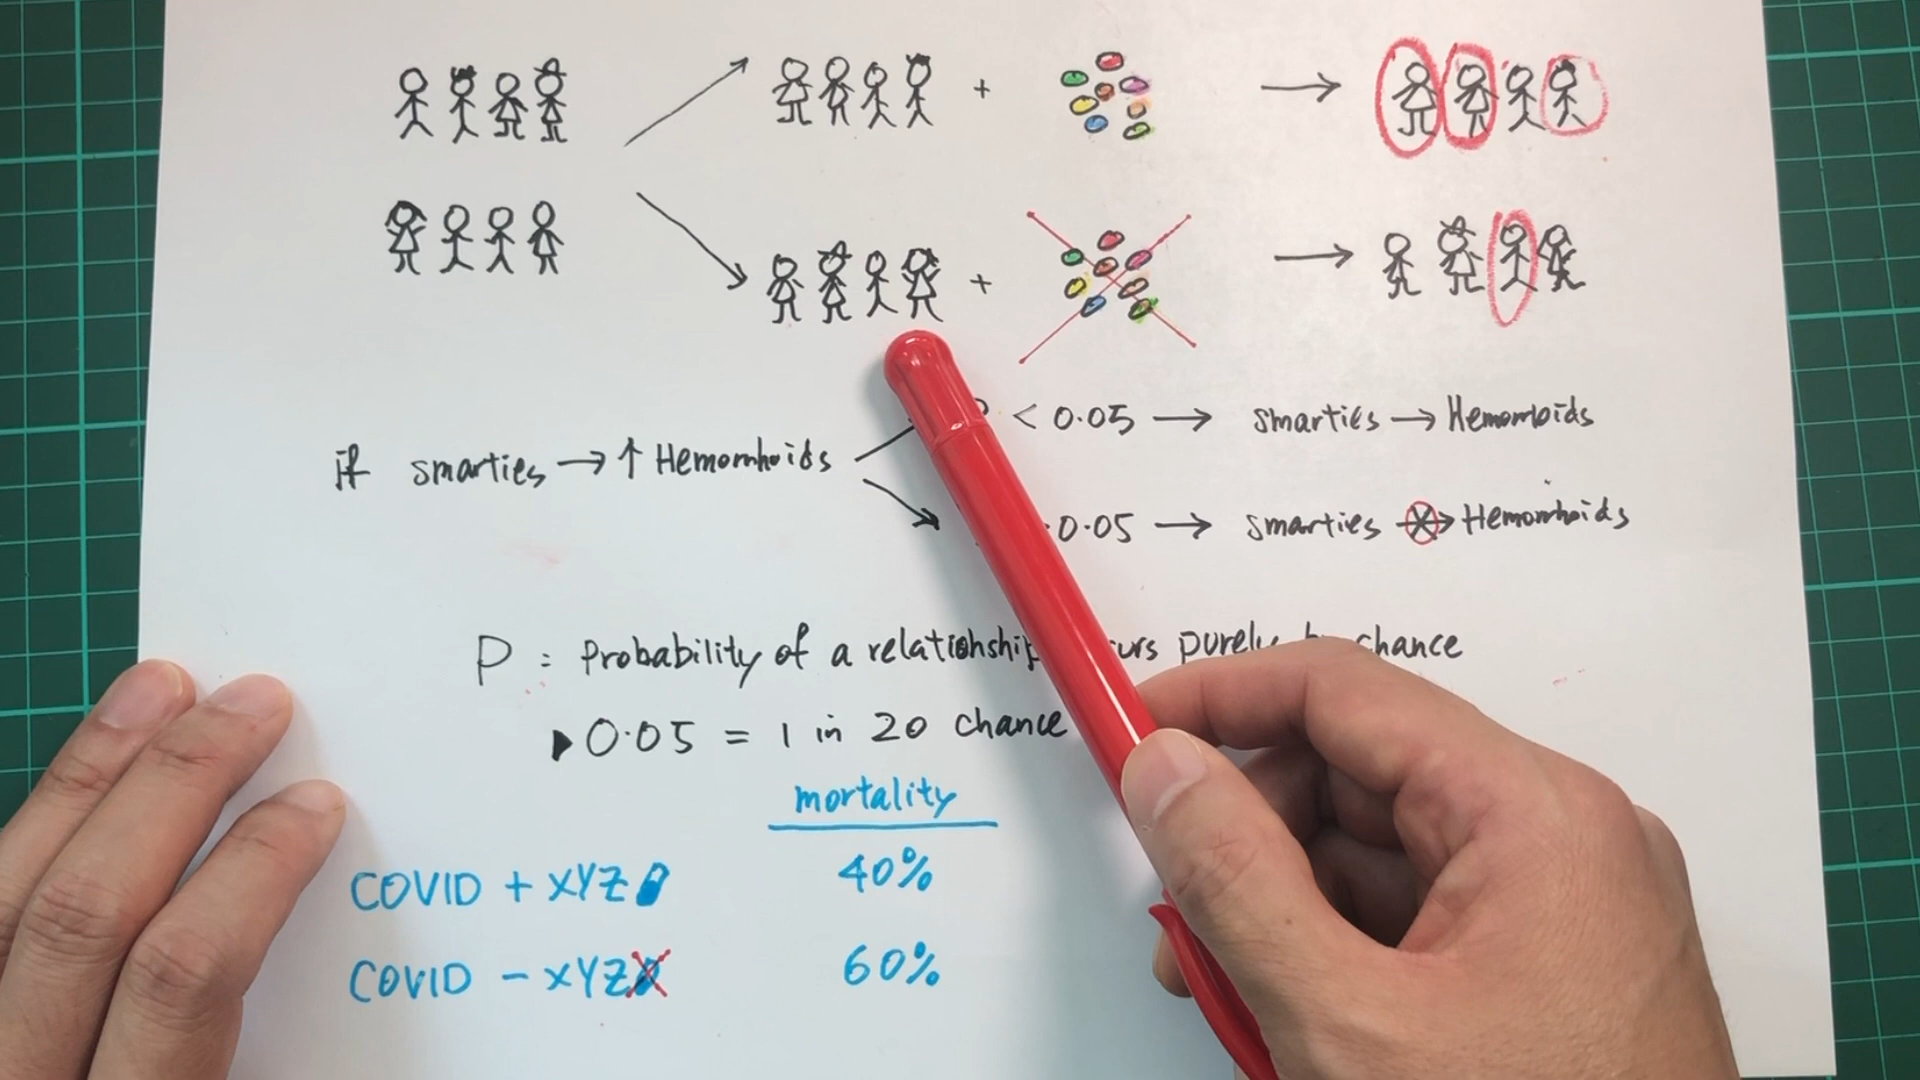 +
+
if smarties → ↑ Hemorrhoids
< 0.05 → smarties → Hemorrhoids
0.05 → smarties → Hemorrhoids
P : Probability of a relationship purely chance
0.05 = 1 in 20 chance
mortality
COVID + XYZ 40%
COVID - XYZ 60%